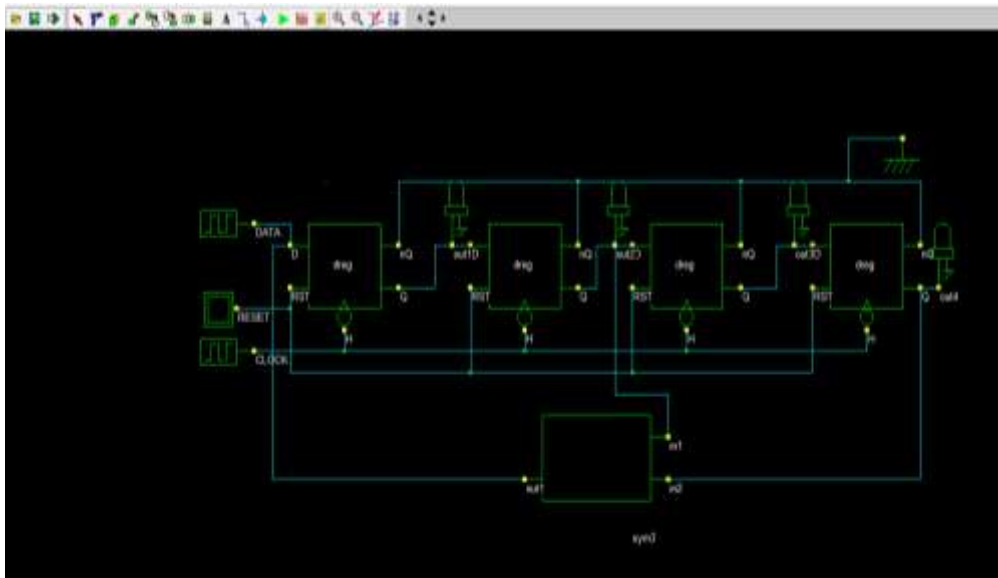 nQ nQ nQ nQ
DATA out1D out2D out3D
D dreg dreg dreg dreg
RST Q RST Q RST Q RST Q out4
RESET
H H H H
CLOCK
in1
out1 in2
sym3